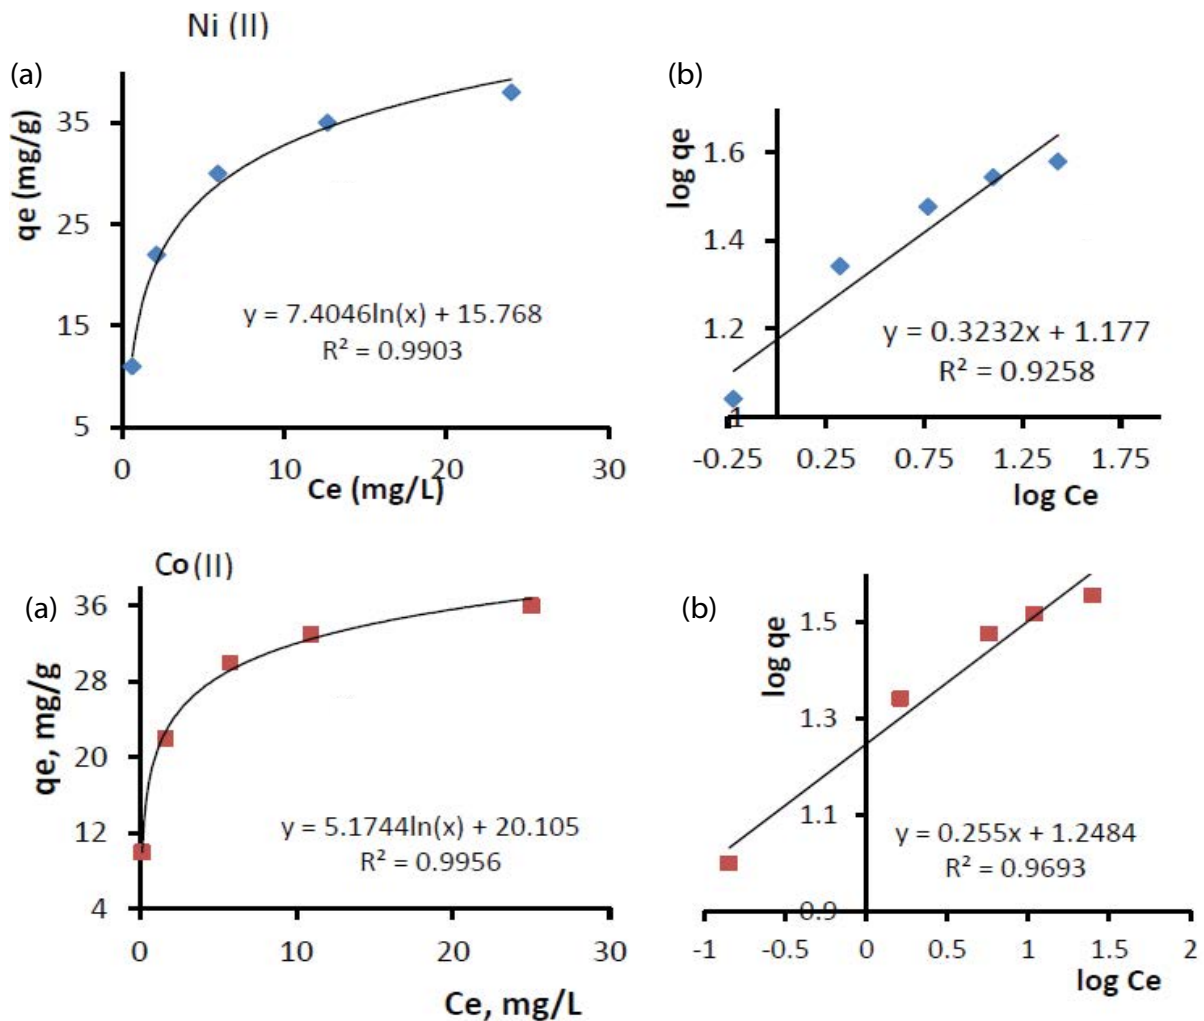 Ni (II)
(a)
qe (mg/g)
35
25
15
5
y = 7.4046ln(x) + 15.768
R² = 0.9903
0 10 20 30
Ce (mg/L)
(b)
log qe
1.6
1.4
1.2
1
y = 0.3232x + 1.177
R² = 0.9258
-0.25 0.25 0.75 1.25 1.75
log Ce
Co (II)
(a)
qe, mg/g
36
28
20
12
4
y = 5.1744ln(x) + 20.105
R² = 0.9956
0 10 20 30
Ce, mg/L
(b)
log qe
1.5
1.3
1.1
0.9
y = 0.255x + 1.2484
R² = 0.9693
-1 -0.5 0 0.5 1 1.5 2
log Ce